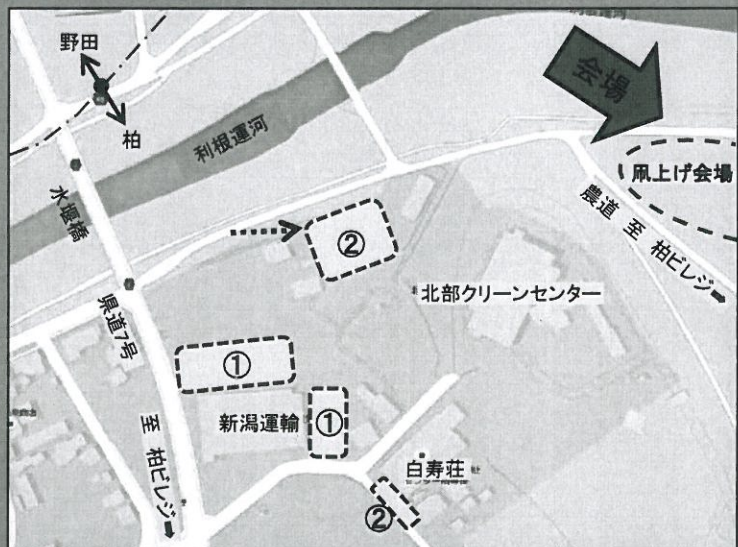 野田
柏
利根運河
会場
凧上げ会場
農道 至 柏ビレジ
水堰橋
②
北部クリーンセンター
県道7号
①
新潟運輸
①
至 柏ビレジ
白寿荘
②